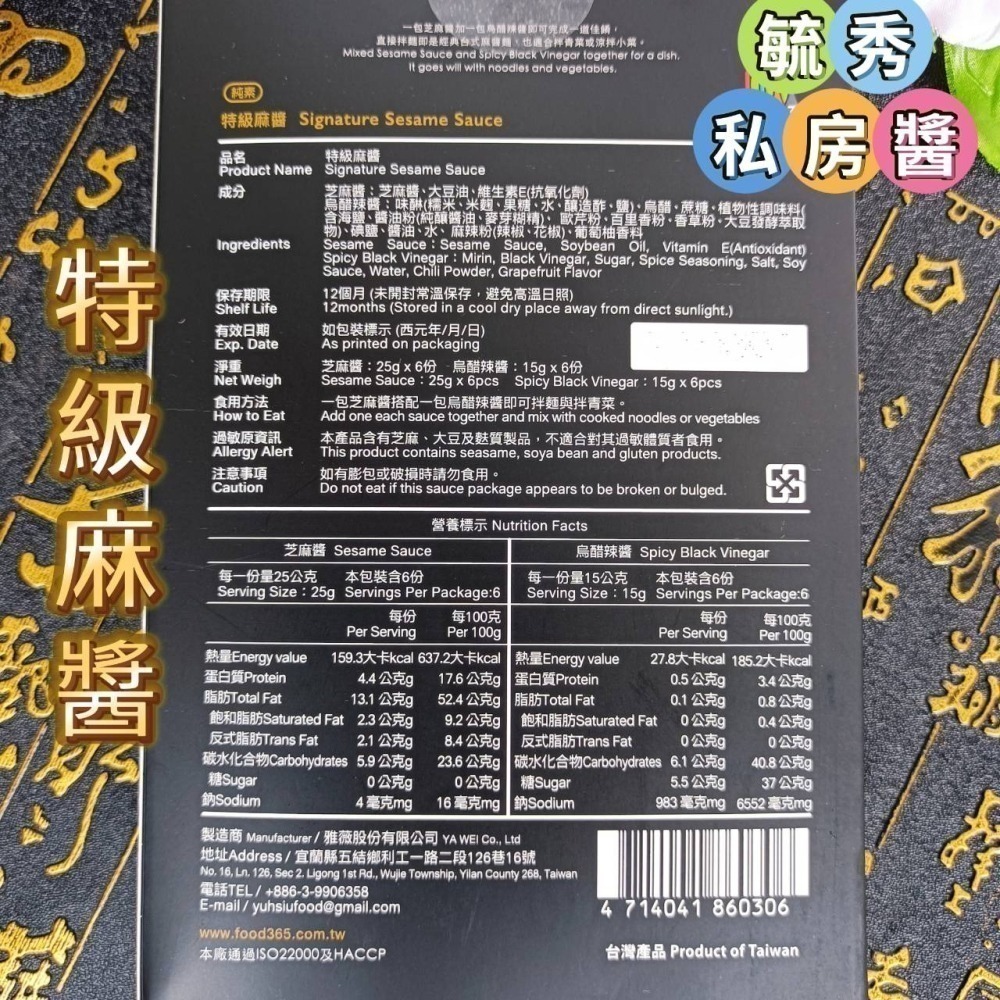 毓秀
私房醬
特級麻醬
一包芝麻醬加一包烏醋辣醬即可完成一道佳餚，
直接拌麵即是經典台式麻醬麵，也適合拌青菜或涼拌小菜。
Mixed Sesame Sauce and Spicy Black Vinegar together for a dish.
It goes will with noodles and vegetables.
純素
特級麻醬 Signature Sesame Sauce
品名 特級麻醬
Product Name Signature Sesame Sauce
成分 芝麻醬：芝麻醬、大豆油、維生素E(抗氧化劑)
烏醋辣醬：味醂(糯米、米麴、果糖、水、釀造酢、鹽)、烏醋、蔗糖、植物性調味料(
含海鹽、醬油粉(純釀醬油、麥芽糊精)、歐芹粉、百里香粉、香草粉、大豆發酵萃取
物)、碘鹽、醬油、水、麻辣粉(辣椒、花椒)、葡萄柚香料
Ingredients Sesame Sauce：Sesame Sauce, Soybean Oil, Vitamin E(Antioxidant)
Spicy Black Vinegar：Mirin, Black Vinegar, Sugar, Spice Seasoning, Salt, Soy
Sauce, Water, Chili Powder, Grapefruit Flavor
保存期限 12個月 (未開封常溫保存，避免高溫日照)
Shelf Life 12months (Stored in a cool dry place away from direct sunlight.)
有效日期 如包裝標示 (西元年/月/日)
Exp. Date As printed on packaging
淨重 芝麻醬：25g x 6份 烏醋辣醬：15g x 6份
Net Weigh Sesame Sauce：25g x 6pcs Spicy Black Vinegar：15g x 6pcs
食用方法 一包芝麻醬搭配一包烏醋辣醬即可拌麵與拌青菜。
How to Eat Add one each sauce together and mix with cooked noodles or vegetables
過敏原資訊 本產品含有芝麻、大豆及麩質製品，不適合對其過敏體質者食用。
Allergy Alert This product contains seasame, soya bean and gluten products.
注意事項 如有膨包或破損時請勿食用。
Caution Do not eat if this sauce package appears to be broken or bulged.
營養標示 Nutrition Facts
芝麻醬 Sesame Sauce 烏醋辣醬 Spicy Black Vinegar
每一份量25公克 本包裝含6份 每一份量15公克 本包裝含6份
Serving Size：25g Servings Per Package:6 Serving Size：15g Servings Per Package:6
每份 每100克 每份 每100克
Per Serving Per 100g Per Serving Per 100g
熱量Energy value 159.3大卡kcal 637.2大卡kcal 熱量Energy value 27.8大卡kcal 185.2大卡kcal
蛋白質Protein 4.4公克g 17.6公克g 蛋白質Protein 0.5公克g 3.4公克g
脂肪Total Fat 13.1公克g 52.4公克g 脂肪Total Fat 0.1公克g 0.8公克g
飽和脂肪Saturated Fat 2.3公克g 9.2公克g 飽和脂肪Saturated Fat 0公克g 0.4公克g
反式脂肪Trans Fat 2.1公克g 8.4公克g 反式脂肪Trans Fat 0公克g 0公克g
碳水化合物Carbohydrates 5.9公克g 23.6公克g 碳水化合物Carbohydrates 6.1公克g 40.8公克g
糖Sugar 0公克g 0公克g 糖Sugar 5.5公克g 37公克g
鈉Sodium 4毫克mg 16毫克mg 鈉Sodium 983毫克mg 6552毫克mg
製造商 Manufacturer / 雅薇股份有限公司 YA WEI Co., Ltd
地址Address / 宜蘭縣五結鄉利工一路二段126巷16號
No. 16, Ln. 126, Sec 2. Ligong 1st Rd., Wujie Township, Yilan County 268, Taiwan
電話TEL / +886-3-9906358
E-mail / yuhsiufood@gmail.com
www.food365.com.tw
本廠通過ISO22000及HACCP
4 714041 860306
台灣產品 Product of Taiwan